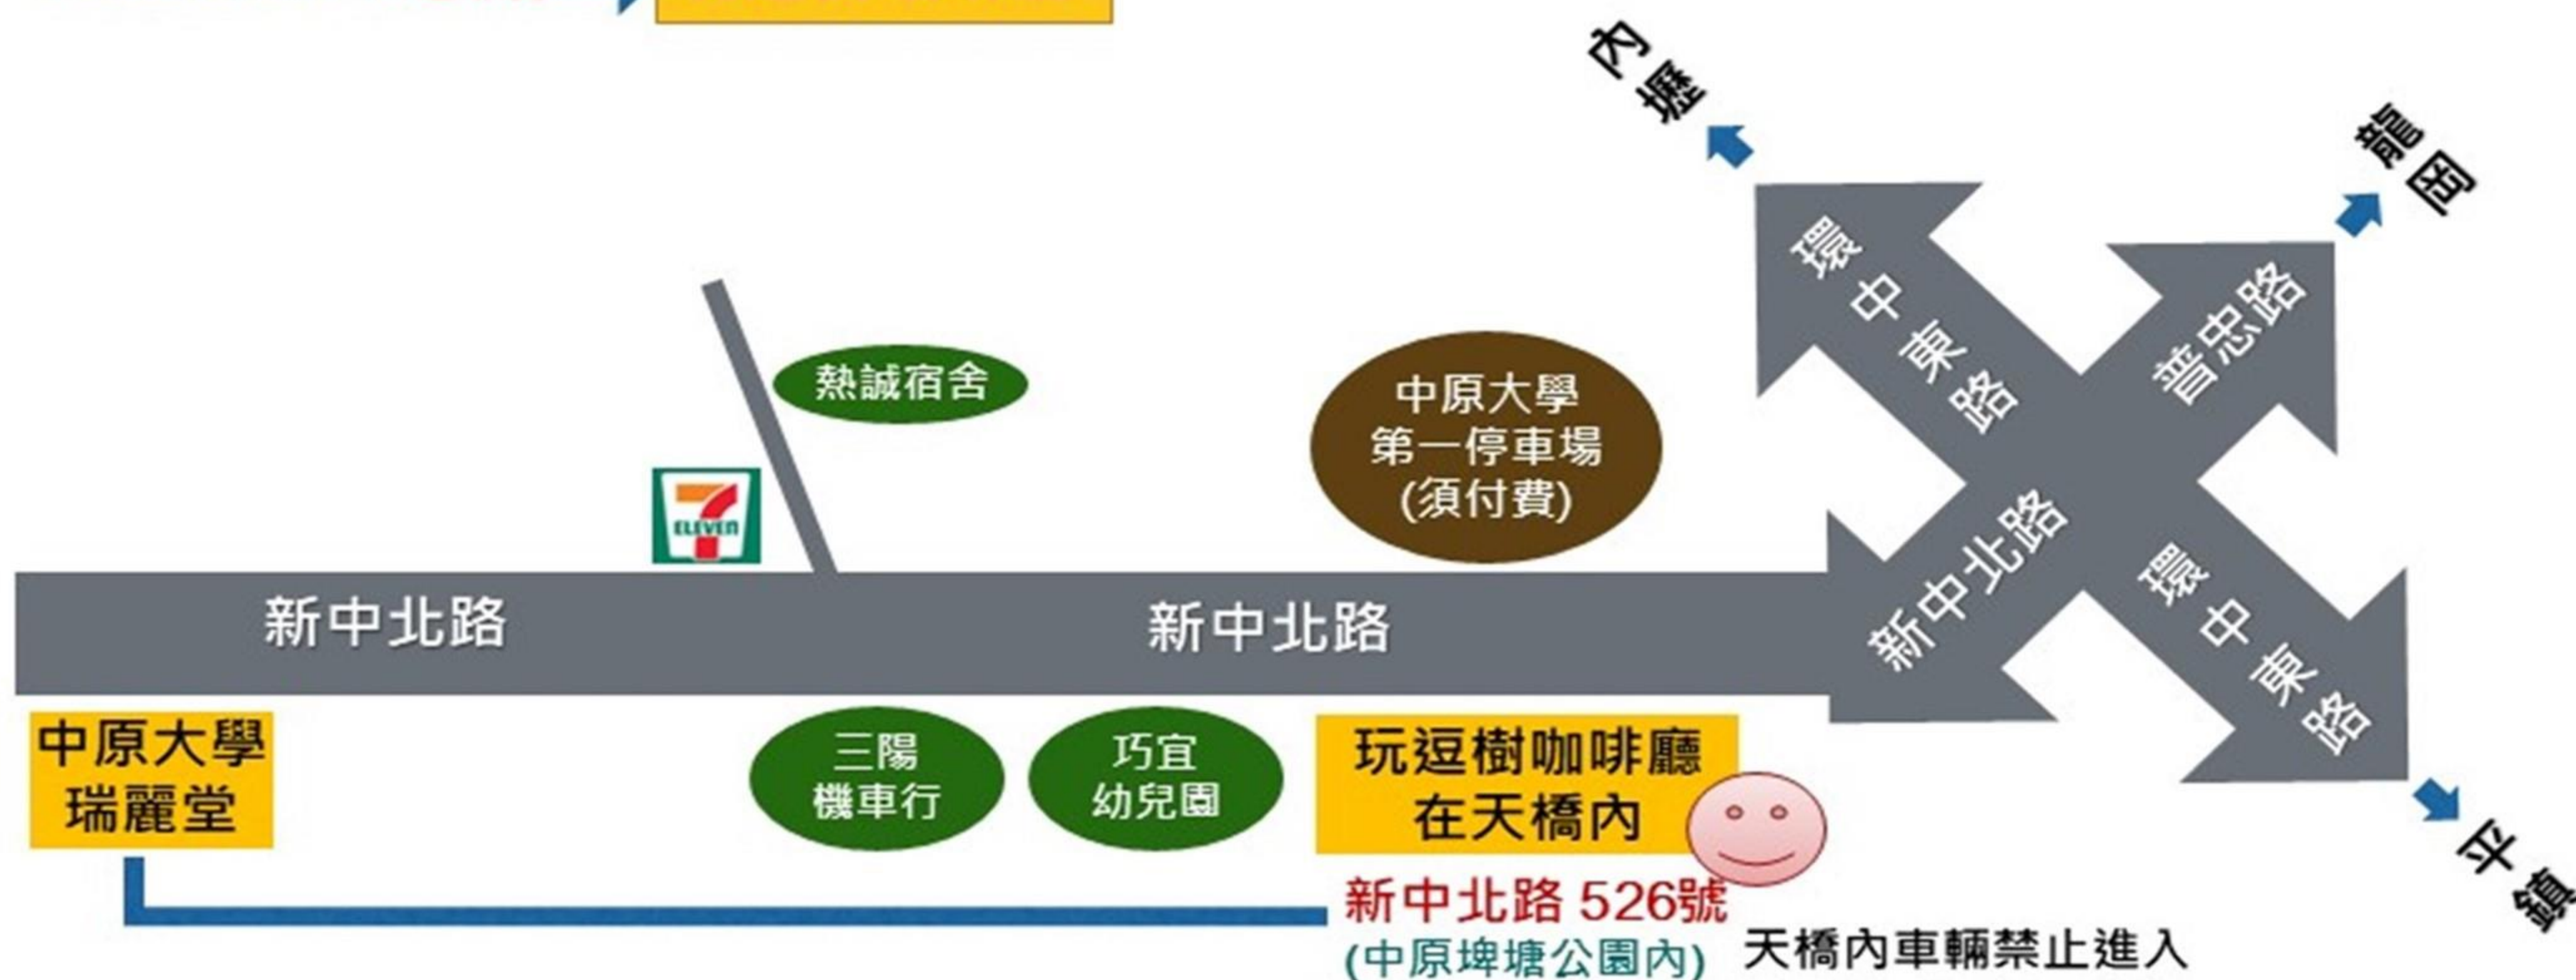 內壢
龍岡
環中東路
普忠路
熱誠宿舍
中原大學
第一停車場
(須付費)
7
ELEVEN
新中北路
新中北路
新中北路
環中東路
中原大學
瑞麗堂
三陽
機車行
巧宜
幼兒園
玩逗樹咖啡廳
在天橋內
平鎮
新中北路 526號
(中原埤塘公園內)
天橋內車輛禁止進入